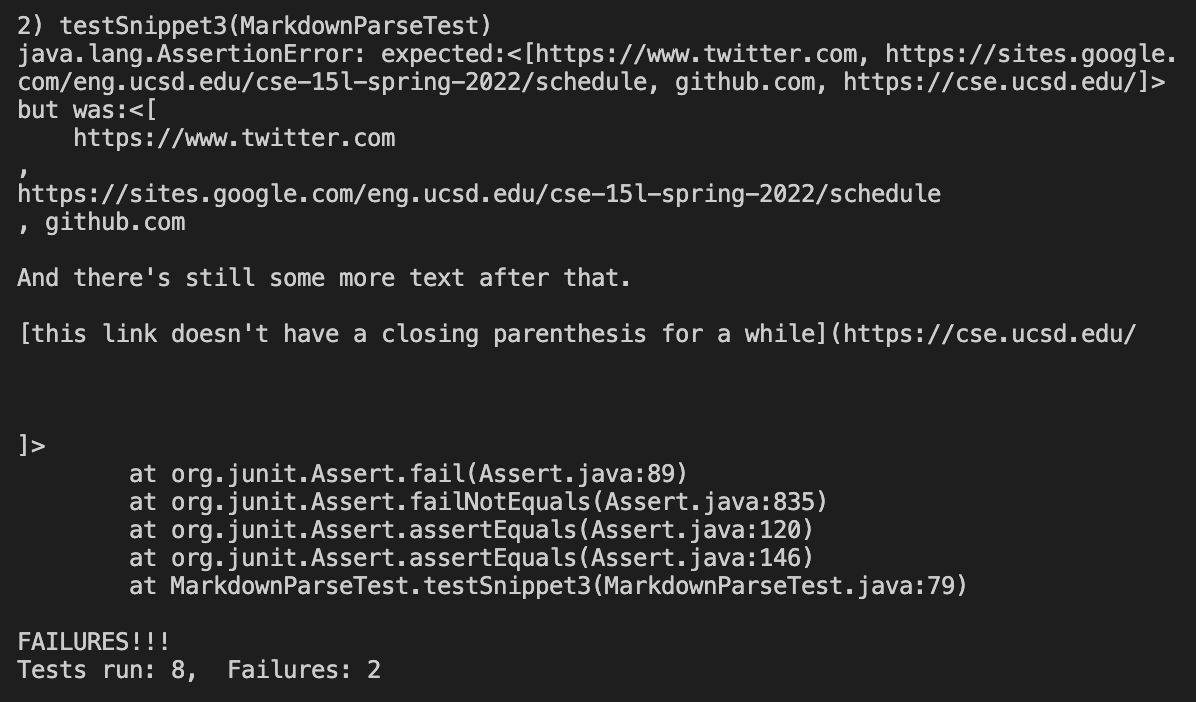 2) testSnippet3(MarkdownParseTest)
java.lang.AssertionError: expected:<[https://www.twitter.com, https://sites.google.
com/eng.ucsd.edu/cse-15l-spring-2022/schedule, github.com, https://cse.ucsd.edu/]>
but was:<[
    https://www.twitter.com
,
https://sites.google.com/eng.ucsd.edu/cse-15l-spring-2022/schedule
, github.com

And there's still some more text after that.

[this link doesn't have a closing parenthesis for a while](https://cse.ucsd.edu/



]>
        at org.junit.Assert.fail(Assert.java:89)
        at org.junit.Assert.failNotEquals(Assert.java:835)
        at org.junit.Assert.assertEquals(Assert.java:120)
        at org.junit.Assert.assertEquals(Assert.java:146)
        at MarkdownParseTest.testSnippet3(MarkdownParseTest.java:79)

FAILURES!!!
Tests run: 8,  Failures: 2